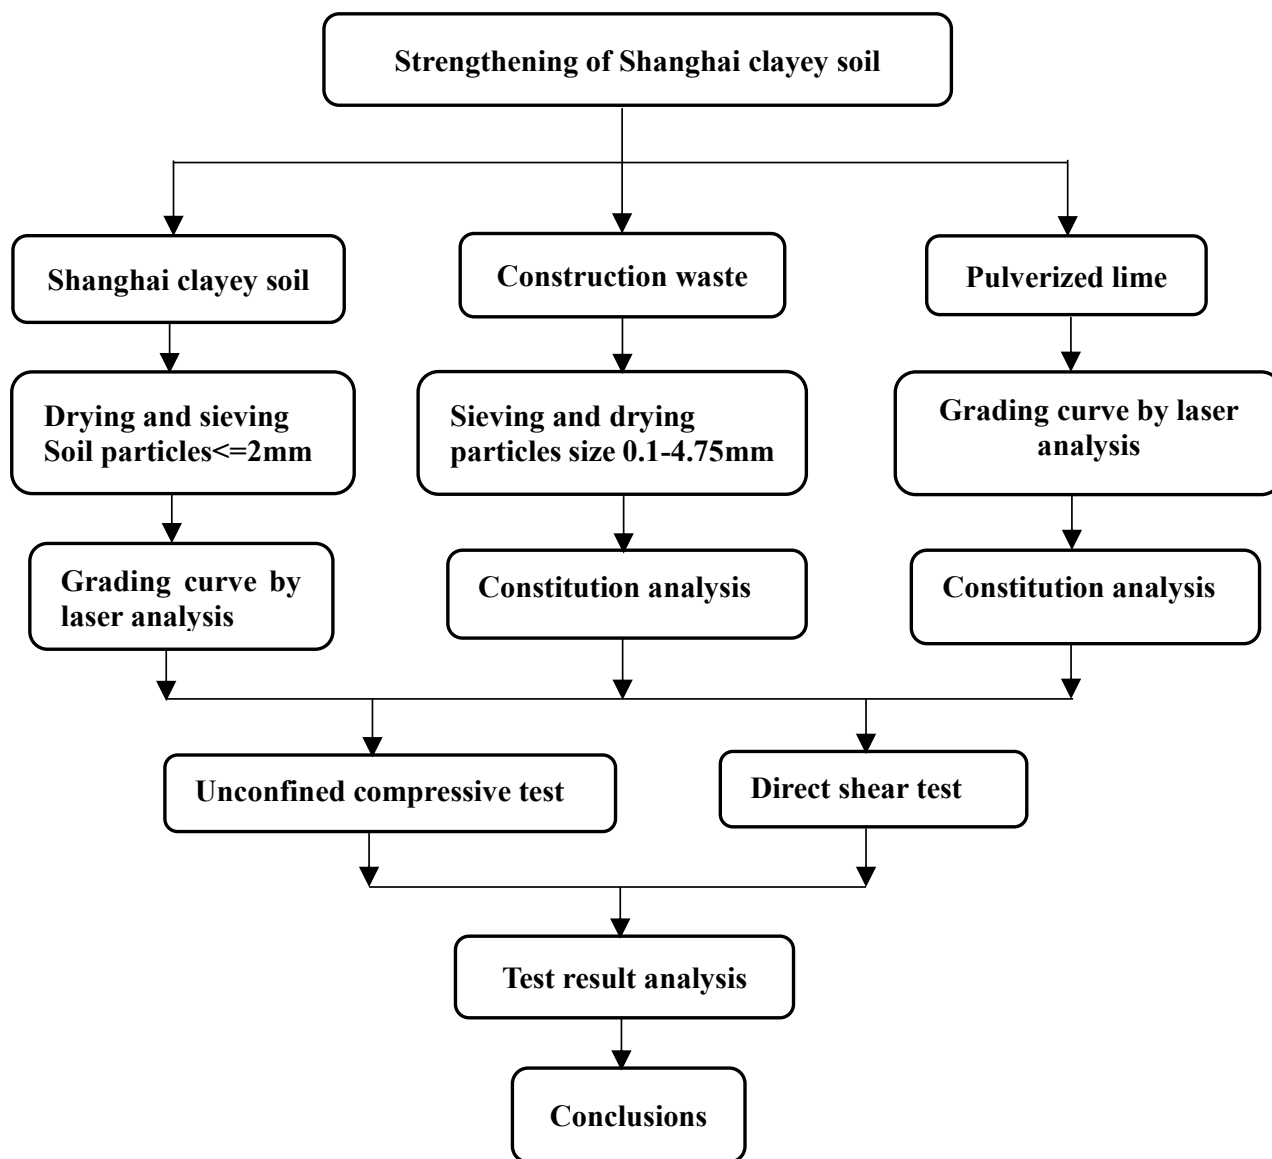 Strengthening of Shanghai clayey soil
Shanghai clayey soil
Construction waste
Pulverized lime
Drying and sieving
Soil particles<=2mm
Sieving and drying
particles size 0.1-4.75mm
Grading curve by laser
analysis
Grading curve by
laser analysis
Constitution analysis
Constitution analysis
Unconfined compressive test
Direct shear test
Test result analysis
Conclusions